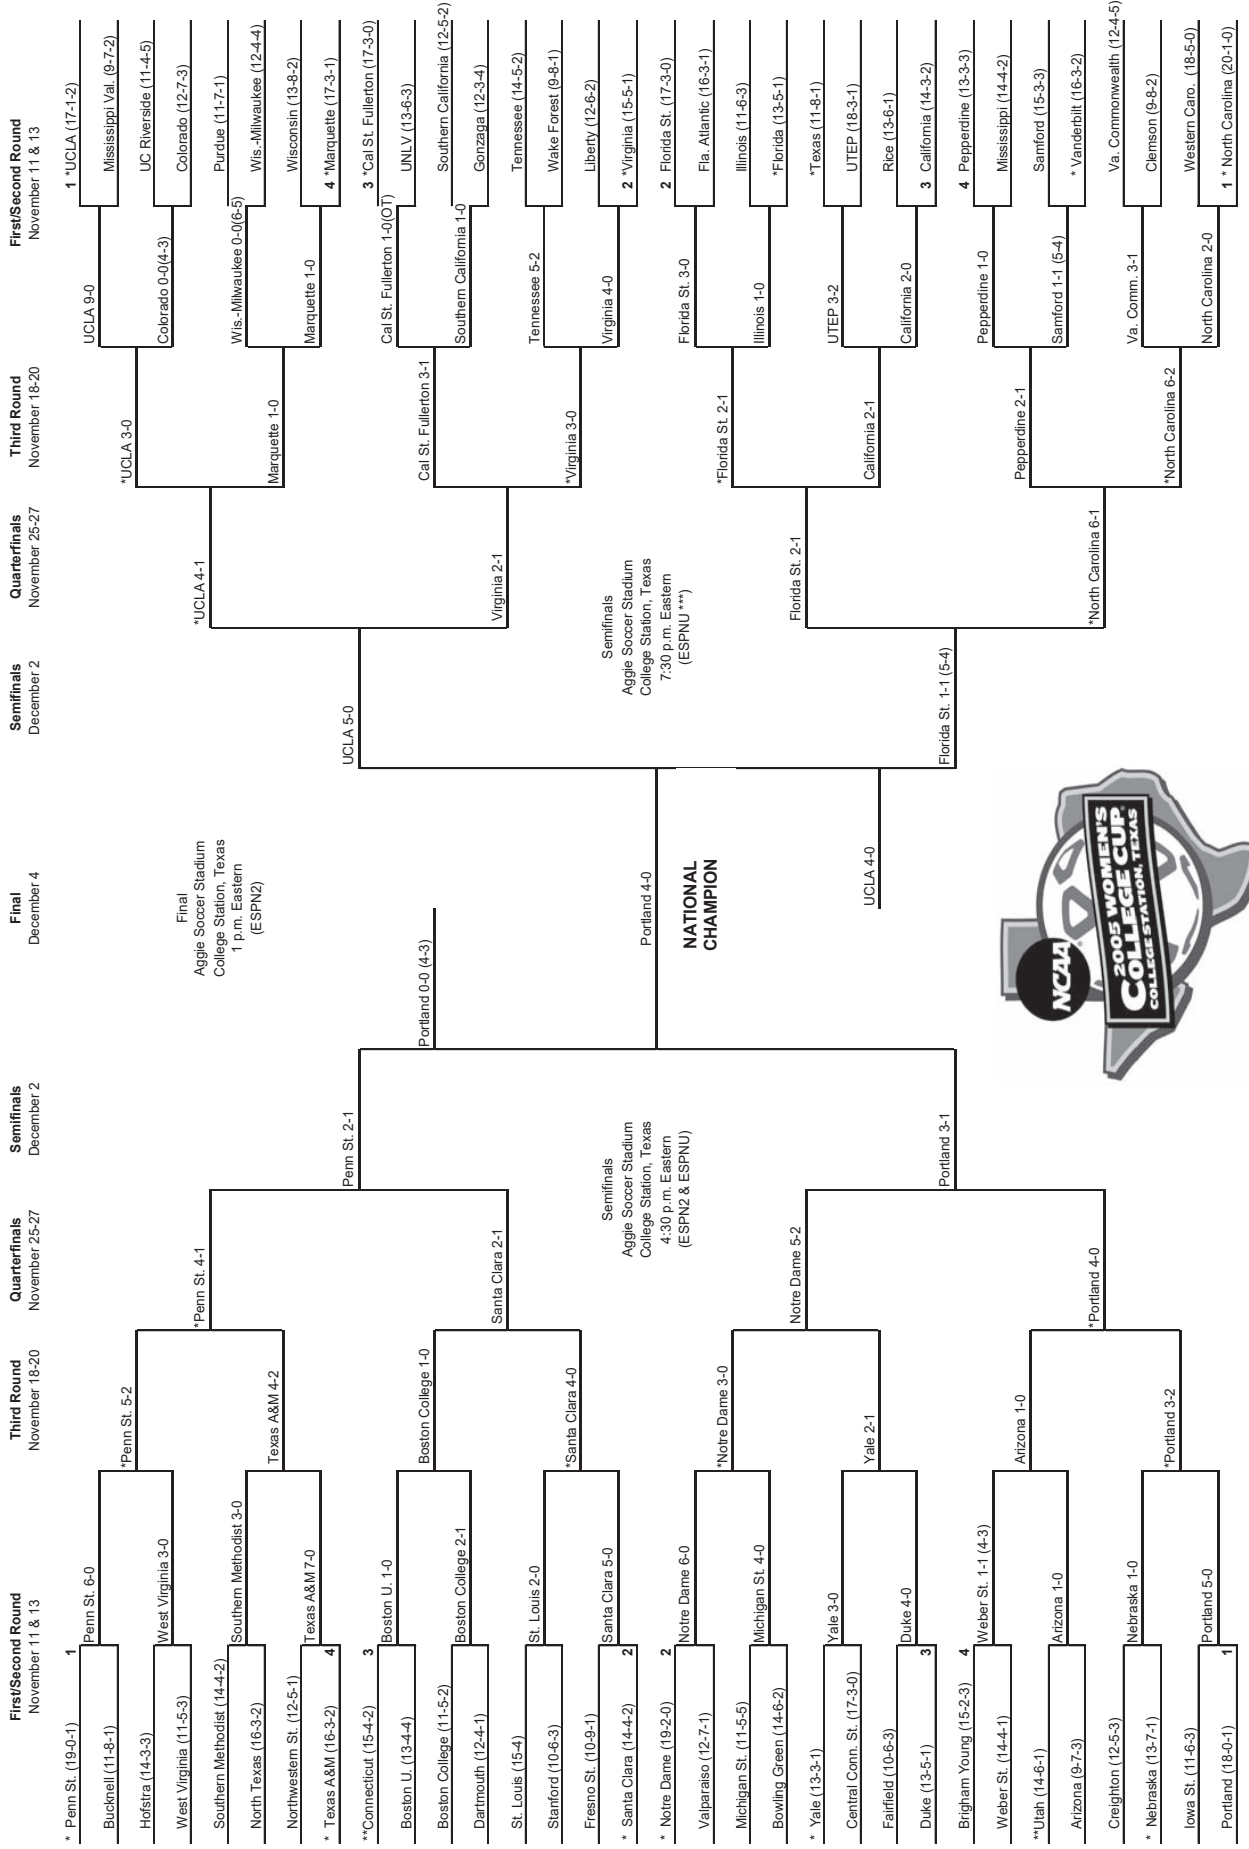 First/Second Round
November 11 & 13
Third Round
November 18-20
Quarterfinals
November 25-27
Semifinals
December 2
Final
December 4
Semifinals
December 2
Quarterfinals
November 25-27
Third Round
November 18-20
First/Second Round
November 11 & 13
* Penn St. (19-0-1) 1
Bucknell (11-8-1)
Hofstra (14-3-3)
West Virginia (11-5-3)
Southern Methodist (14-4-2)
North Texas (16-3-2)
Northwestern St. (12-5-1)
* Texas A&M (16-3-2) 4
**Connecticut (15-4-2) 3
Boston U. (13-4-4)
Boston College (11-5-2)
Dartmouth (12-4-1)
St. Louis (15-4)
Stanford (10-6-3)
Fresno St. (10-9-1)
* Santa Clara (14-4-2) 2
* Notre Dame (19-2-0) 2
Valparaiso (12-7-1)
Michigan St. (11-5-5)
Bowling Green (14-6-2)
* Yale (13-3-1)
Central Conn. St. (17-3-0)
Fairfield (10-6-3)
Duke (13-5-1) 3
Brigham Young (15-2-3) 4
Weber St. (14-4-1)
**Utah (14-6-1)
Arizona (9-7-3)
Creighton (12-5-3)
* Nebraska (13-7-1)
Iowa St. (11-6-3)
Portland (18-0-1) 1
Penn St. 6-0
West Virginia 3-0
Southern Methodist 3-0
Texas A&M 7-0
Boston U. 1-0
Boston College 2-1
St. Louis 2-0
Santa Clara 5-0
Notre Dame 6-0
Michigan St. 4-0
Yale 3-0
Duke 4-0
Weber St. 1-1 (4-3)
Arizona 1-0
Nebraska 1-0
Portland 5-0
*Penn St. 5-2
Texas A&M 4-2
Boston College 1-0
*Santa Clara 4-0
*Notre Dame 3-0
Yale 2-1
Arizona 1-0
*Portland 3-2
*Penn St. 4-1
Santa Clara 2-1
Notre Dame 5-2
*Portland 4-0
Penn St. 2-1
Portland 3-1
Semifinals
Aggie Soccer Stadium
College Station, Texas
4:30 p.m. Eastern
(ESPN2 & ESPNU)
Portland 0-0 (4-3)
Final
Aggie Soccer Stadium
College Station, Texas
1 p.m. Eastern
(ESPN2)
Portland 4-0
NATIONAL
CHAMPION
UCLA 4-0
NCAA
2005 WOMEN'S
COLLEGE CUP
COLLEGE STATION, TEXAS
UCLA 5-0
Florida St. 1-1 (5-4)
Semifinals
Aggie Soccer Stadium
College Station, Texas
7:30 p.m. Eastern
(ESPNU ***)
*UCLA 4-1
Virginia 2-1
Florida St. 2-1
*North Carolina 6-1
*UCLA 3-0
Marquette 1-0
Cal St. Fullerton 3-1
*Virginia 3-0
*Florida St. 2-1
California 2-1
Pepperdine 2-1
*North Carolina 6-2
UCLA 9-0
Colorado 0-0(4-3)
Wis.-Milwaukee 0-0(6-5)
Marquette 1-0
Cal St. Fullerton 1-0(OT)
Southern California 1-0
Tennessee 5-2
Virginia 4-0
Florida St. 3-0
Illinois 1-0
UTEP 3-2
California 2-0
Pepperdine 1-0
Samford 1-1 (5-4)
Va. Comm. 3-1
North Carolina 2-0
1 *UCLA (17-1-2)
Mississippi Val. (9-7-2)
UC Riverside (11-4-5)
Colorado (12-7-3)
Purdue (11-7-1)
Wis.-Milwaukee (12-4-4)
Wisconsin (13-8-2)
4 *Marquette (17-3-1)
3 *Cal St. Fullerton (17-3-0)
UNLV (13-6-3)
Southern California (12-5-2)
Gonzaga (12-3-4)
Tennessee (14-5-2)
Wake Forest (9-8-1)
Liberty (12-6-2)
2 *Virginia (15-5-1)
2 Florida St. (17-3-0)
Fla. Atlantic (16-3-1)
Illinois (11-6-3)
*Florida (13-5-1)
*Texas (11-8-1)
UTEP (18-3-1)
Rice (13-6-1)
3 California (14-3-2)
4 Pepperdine (13-3-3)
Mississippi (14-4-2)
Samford (15-3-3)
* Vanderbilt (16-3-2)
Va. Commonwealth (12-4-5)
Clemson (9-8-2)
Western Caro. (18-5-0)
1 * North Carolina (20-1-0)